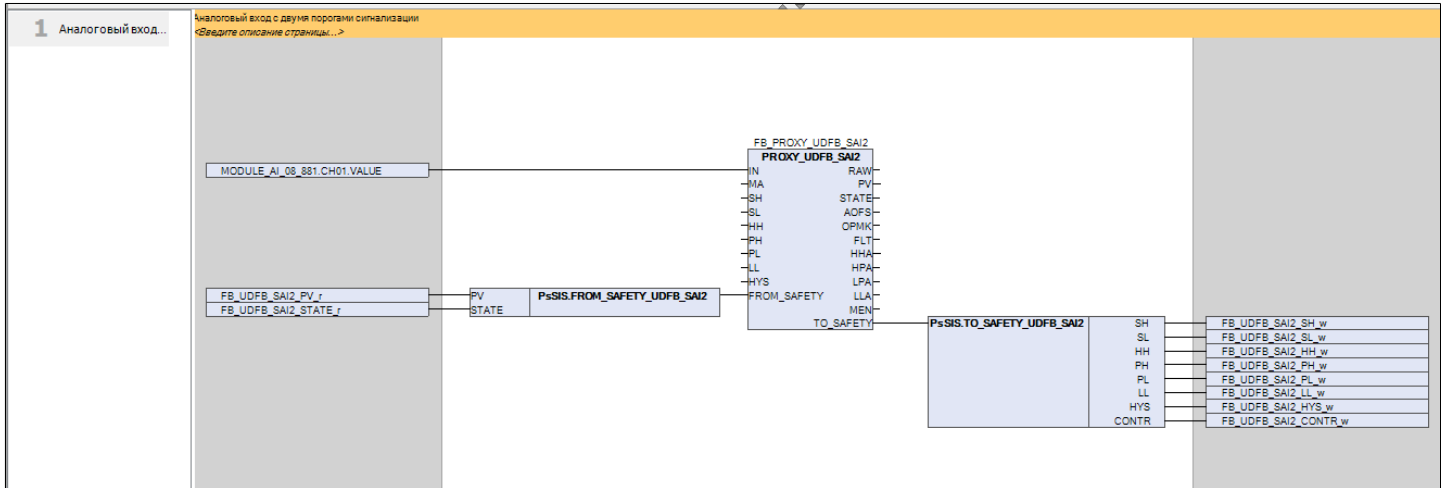 1 Аналоговый вход...
Аналоговый вход с двумя порогами сигнализации
<Введите описание страницы...>
FB_PROXY_UDFB_SAI2
PROXY_UDFB_SAI2
MODULE_AI_08_881.CH01.VALUE
IN RAW
MA PV
SH STATE
SL AOFS
HH OPMK
PH FLT
PL HHA
LL HPA
HYS LPA
FROM_SAFETY LLA
MEN
TO_SAFETY
FB_UDFB_SAI2_PV_r
FB_UDFB_SAI2_STATE_r
PV PsSIS.FROM_SAFETY_UDFB_SAI2
STATE
PsSIS.TO_SAFETY_UDFB_SAI2 SH FB_UDFB_SAI2_SH_w
SL FB_UDFB_SAI2_SL_w
HH FB_UDFB_SAI2_HH_w
PH FB_UDFB_SAI2_PH_w
PL FB_UDFB_SAI2_PL_w
LL FB_UDFB_SAI2_LL_w
HYS FB_UDFB_SAI2_HYS_w
CONTR FB_UDFB_SAI2_CONTR_w